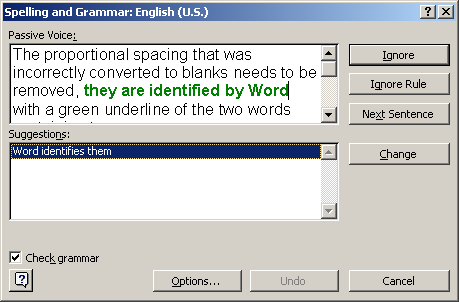 Spelling and Grammar: English (U.S.)
Passive Voice:
The proportional spacing that was
incorrectly converted to blanks needs to be
removed, they are identified by Word
with a green underline of the two words
Ignore
Ignore Rule
Next Sentence
Suggestions:
Word identifies them
Change
Check grammar
Options...
Undo
Cancel